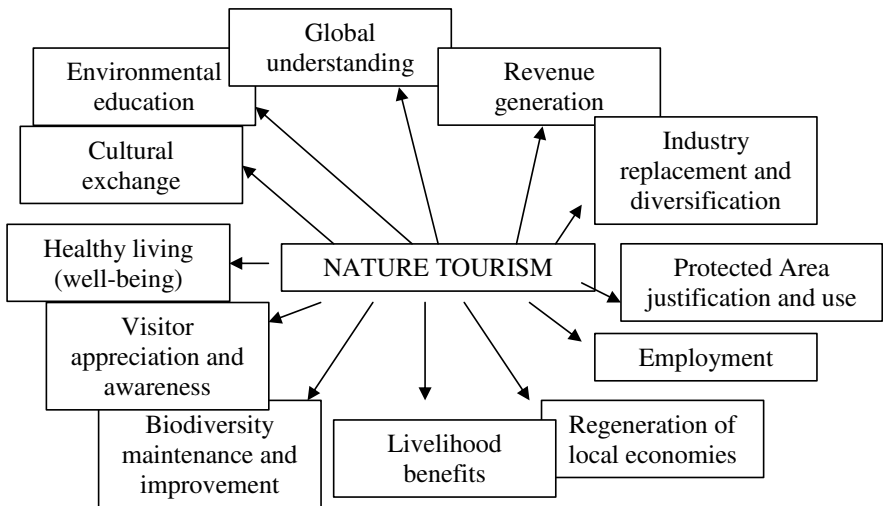 Global
understanding
Environmental
education
Revenue
generation
Cultural
exchange
Industry
replacement and
diversification
Healthy living
(well-being)
NATURE TOURISM
Protected Area
justification and use
Visitor
appreciation and
awareness
Employment
Biodiversity
maintenance and
improvement
Livelihood
benefits
Regeneration of
local economies